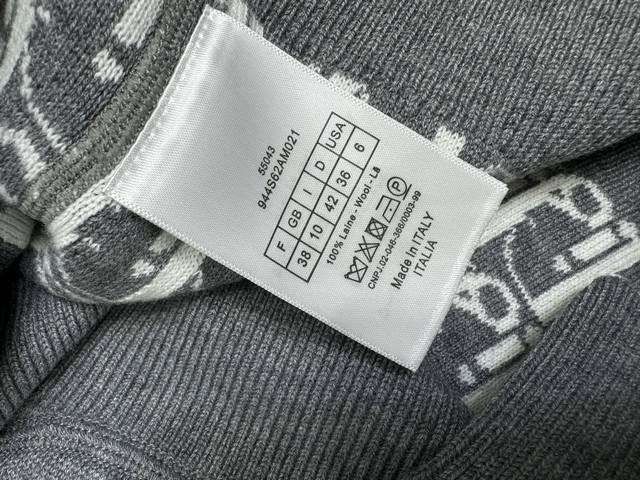 55043
944S62AM021
F GB I D USA
38 10 42 36 6
100% Laine - Wool - Lã
CNPJ.02-046-366/0003-99
Made In ITALY
ITALIA